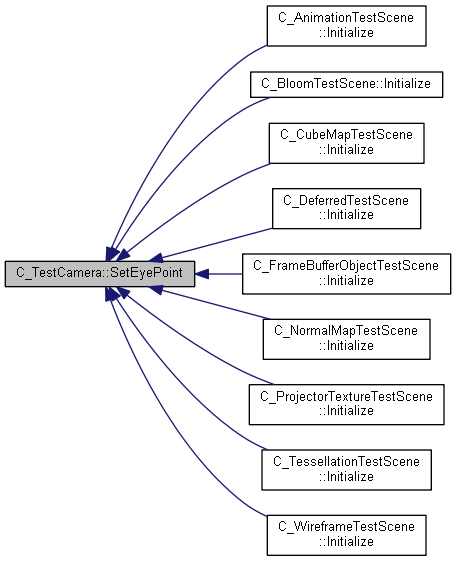 C_AnimationTestScene
::Initialize
C_BloomTestScene::Initialize
C_CubeMapTestScene
::Initialize
C_DeferredTestScene
::Initialize
C_TestCamera::SetEyePoint
C_FrameBufferObjectTestScene
::Initialize
C_NormalMapTestScene
::Initialize
C_ProjectorTextureTestScene
::Initialize
C_TessellationTestScene
::Initialize
C_WireframeTestScene
::Initialize